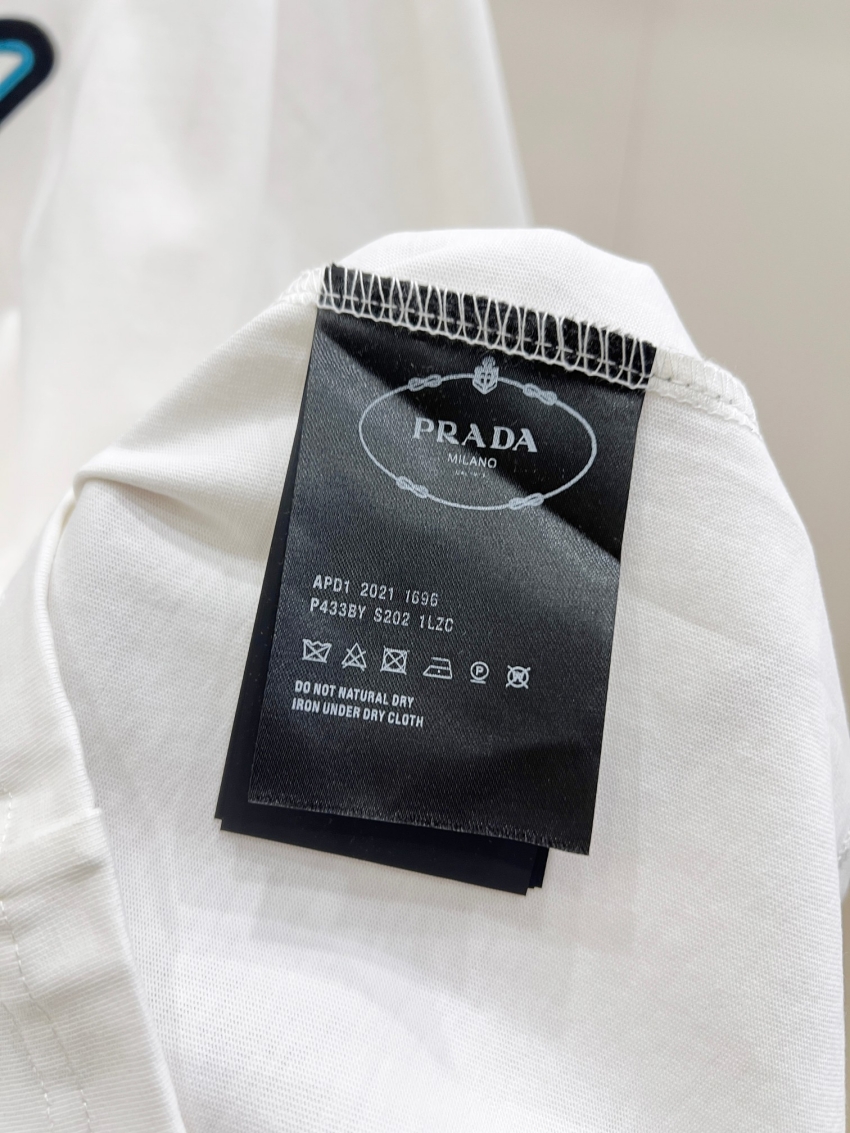 PRADA
MILANO
APD1 2021 1696
P433BY S202 1LZC
P
W
DO NOT NATURAL DRY
IRON UNDER DRY CLOTH